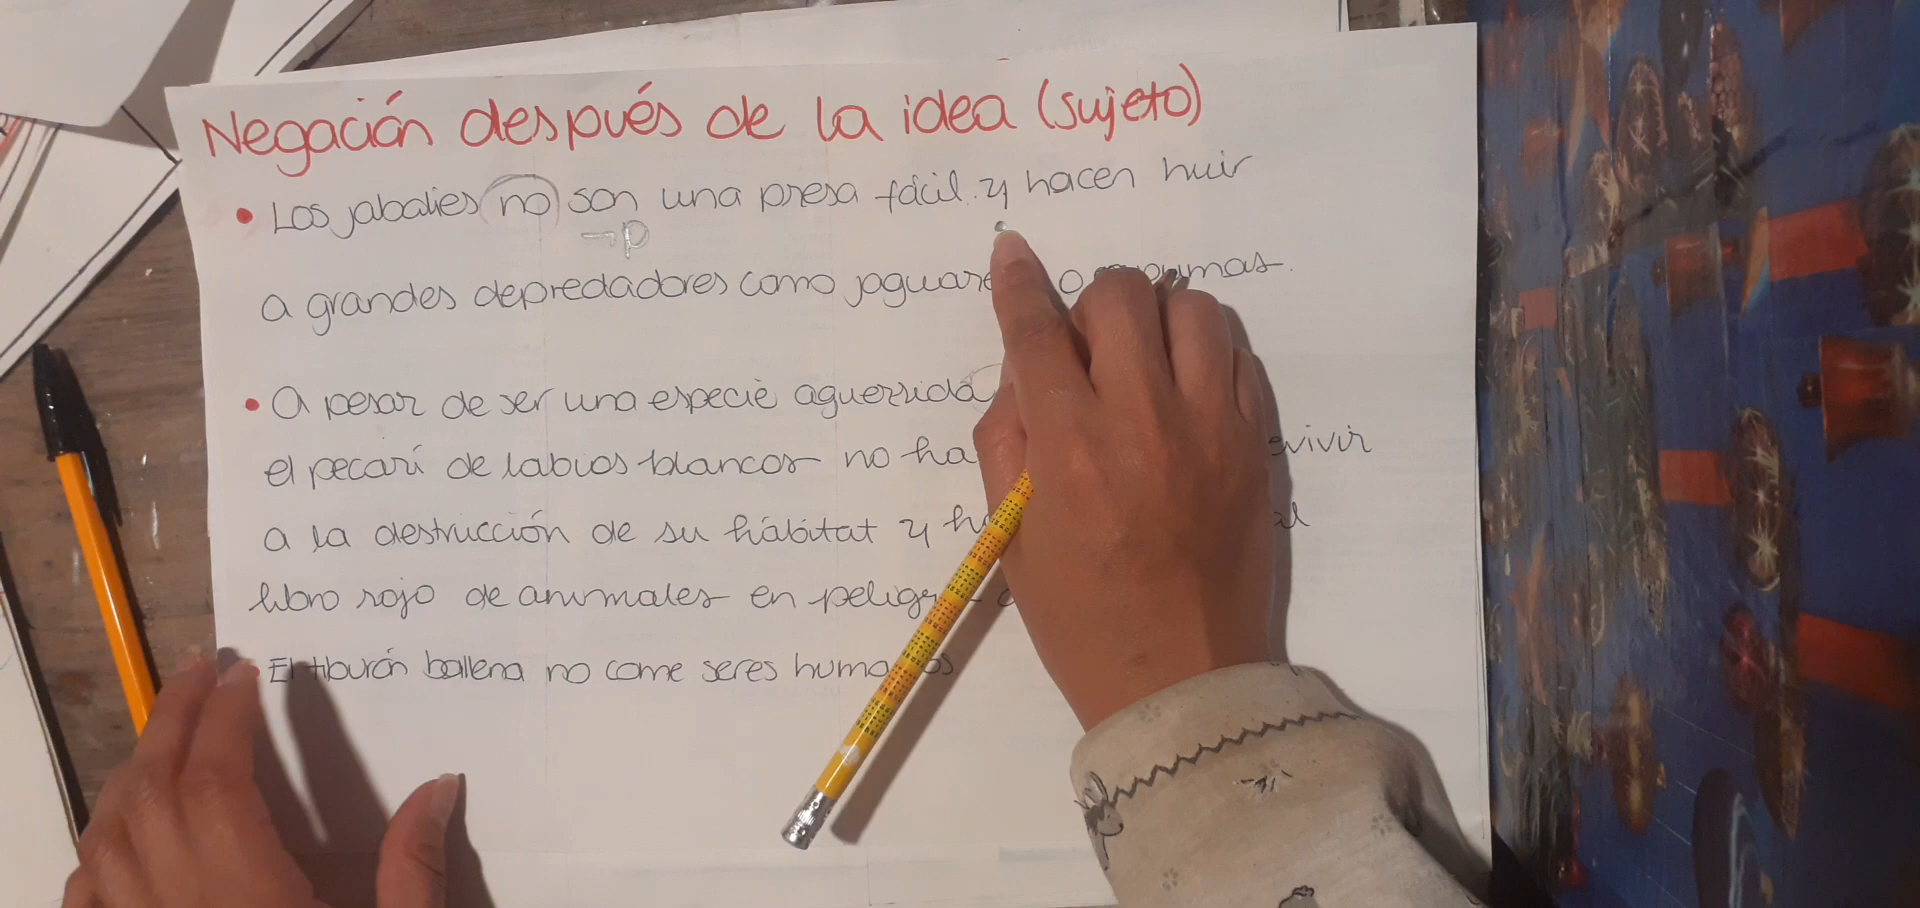 Negación después de la idea (sujeto)
• Los jabalíes no son una presa fácil y hacen huir
¬p
a grandes depredadores como jaguares o pumas.
• A pesar de ser una especie aguerrida
el pecarí de labios blancos no
a la destrucción de su hábitat y
libro rojo de animales en
• El tiburón ballena no come seres humanos